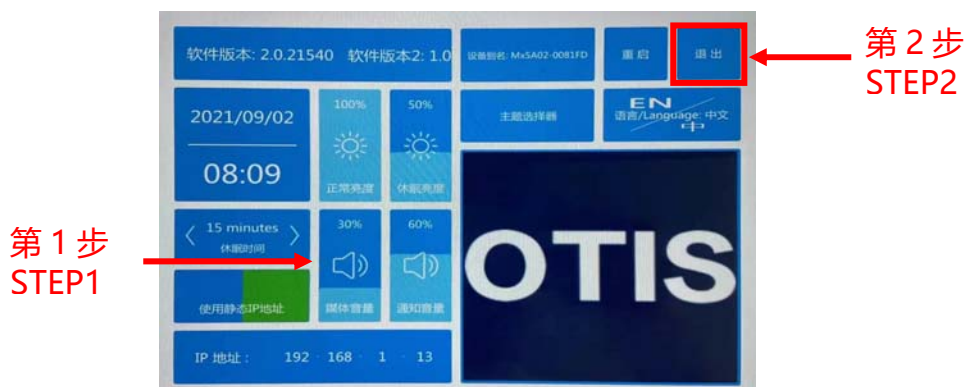 软件版本: 2.0.21540 软件版本2: 1.0
设备别名: MxSA02-0081FD
重启
退出
第 2 步
STEP2
2021/09/02
08:09
100%
正常亮度
50%
休眠亮度
主题选择器
EN
语言/Language: 中文
中
第 1 步
STEP1
15 minutes
休眠时间
30%
媒体音量
60%
通知音量
使用静态IP地址
OTIS
IP 地址: 192 · 168 · 1 · 13